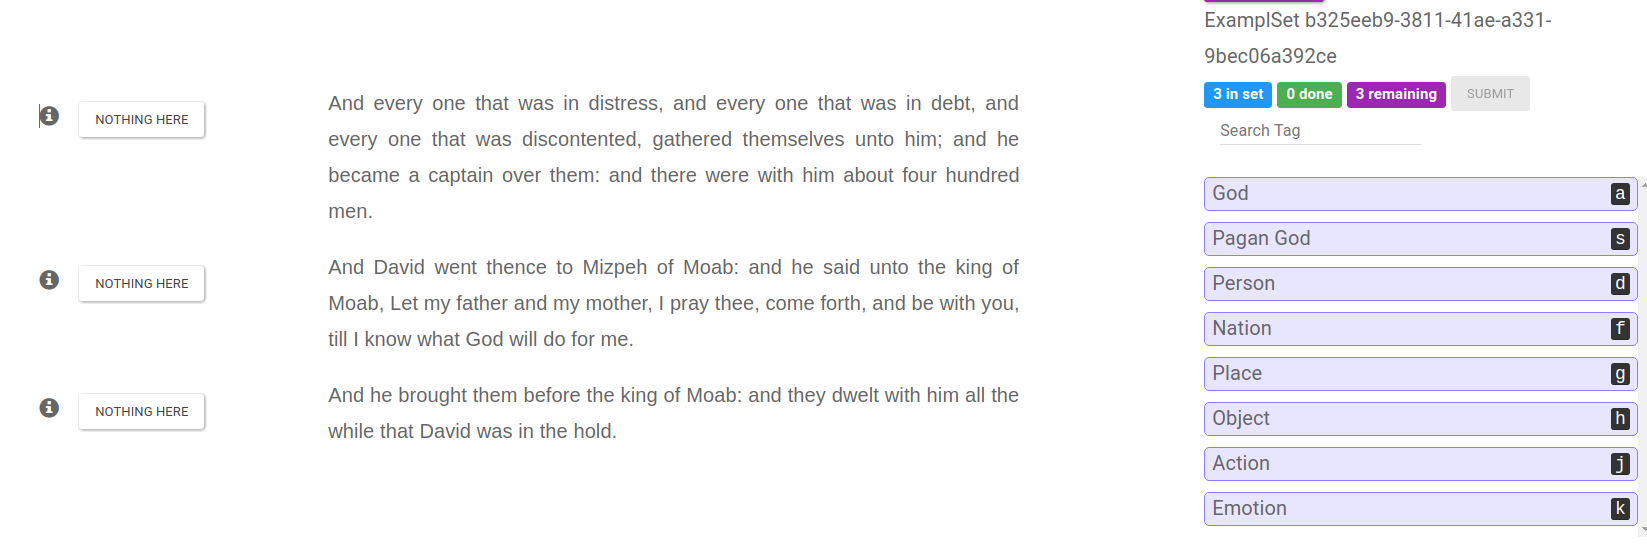 ExamplSet b325eeb9-3811-41ae-a331-
9bec06a392ce
3 in set 0 done 3 remaining SUBMIT
Search Tag
NOTHING HERE
And every one that was in distress, and every one that was in debt, and
every one that was discontented, gathered themselves unto him; and he
became a captain over them: and there were with him about four hundred
men.
NOTHING HERE
And David went thence to Mizpeh of Moab: and he said unto the king of
Moab, Let my father and my mother, I pray thee, come forth, and be with you,
till I know what God will do for me.
NOTHING HERE
And he brought them before the king of Moab: and they dwelt with him all the
while that David was in the hold.
God a
Pagan God s
Person d
Nation f
Place g
Object h
Action j
Emotion k